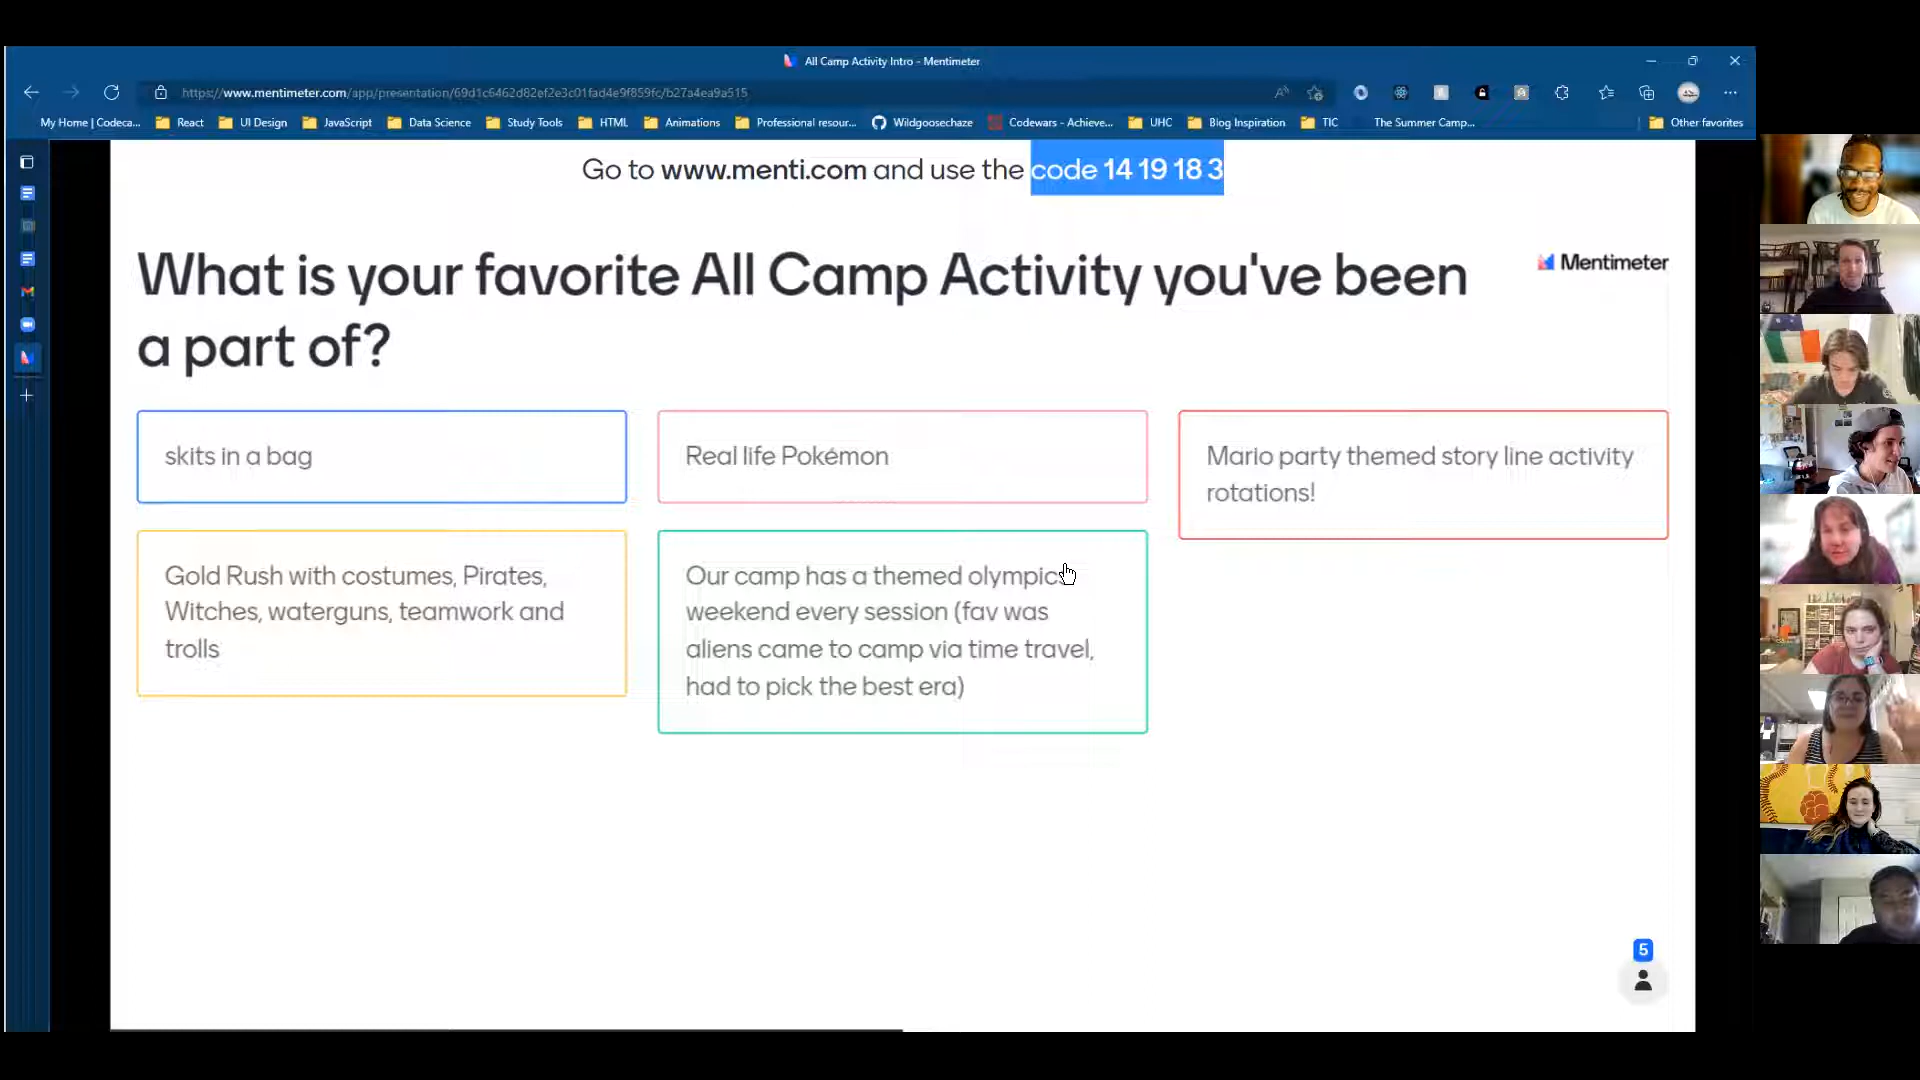 All Camp Activity Intro - Mentimeter
https://www.mentimeter.com/app/presentation/69d1c6462d82ef2e3c01fad4e9f859fc/b27a4ea9a515
My Home | Codeca...
React
UI Design
JavaScript
Data Science
Study Tools
HTML
Animations
Professional resour...
Wildgoosechaze
Codewars - Achieve...
UHC
Blog Inspiration
TIC
The Summer Camp...
Other favorites
Go to www.menti.com and use the code 14 19 18 3
What is your favorite All Camp Activity you've been
a part of?
Mentimeter
skits in a bag
Real life Pokémon
Mario party themed story line activity
rotations!
Gold Rush with costumes, Pirates,
Witches, waterguns, teamwork and
trolls
Our camp has a themed olympics
weekend every session (fav was
aliens came to camp via time travel,
had to pick the best era)
5